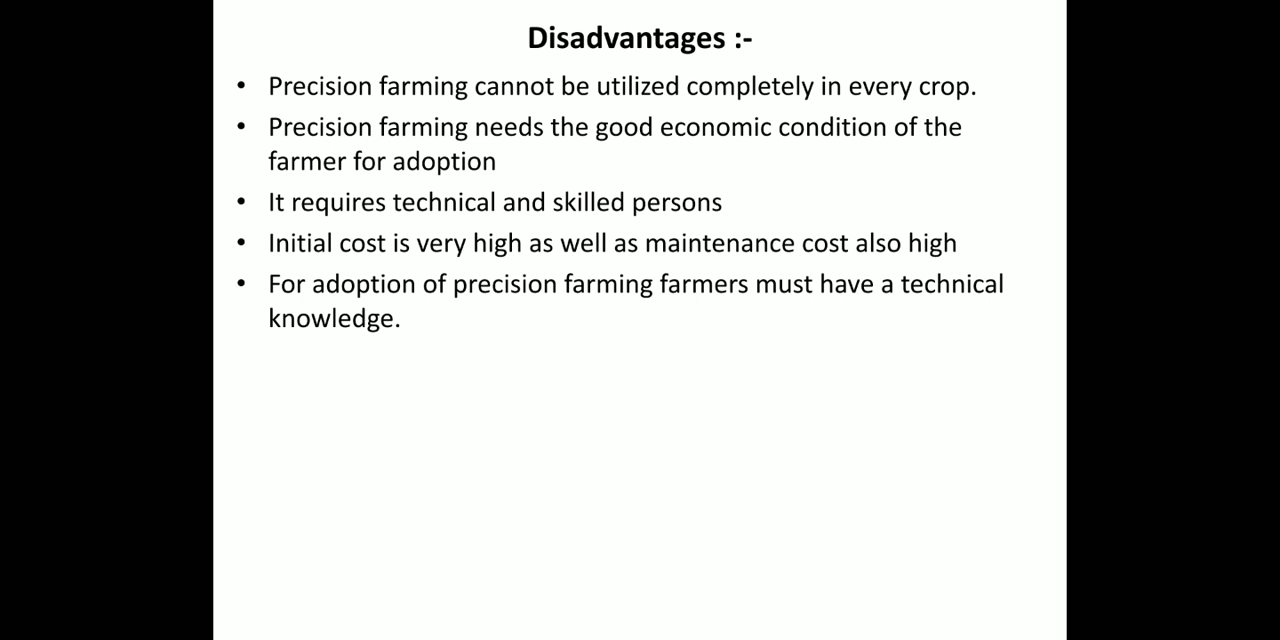 Disadvantages :-
• Precision farming cannot be utilized completely in every crop.
• Precision farming needs the good economic condition of the
farmer for adoption
• It requires technical and skilled persons
• Initial cost is very high as well as maintenance cost also high
• For adoption of precision farming farmers must have a technical
knowledge.